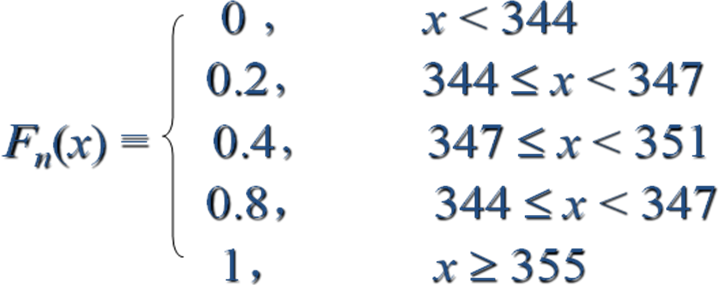 0 , x < 344
0.2, 344 ≤ x < 347
Fn(x) = 0.4, 347 ≤ x < 351
0.8, 344 ≤ x < 347
1, x ≥ 355